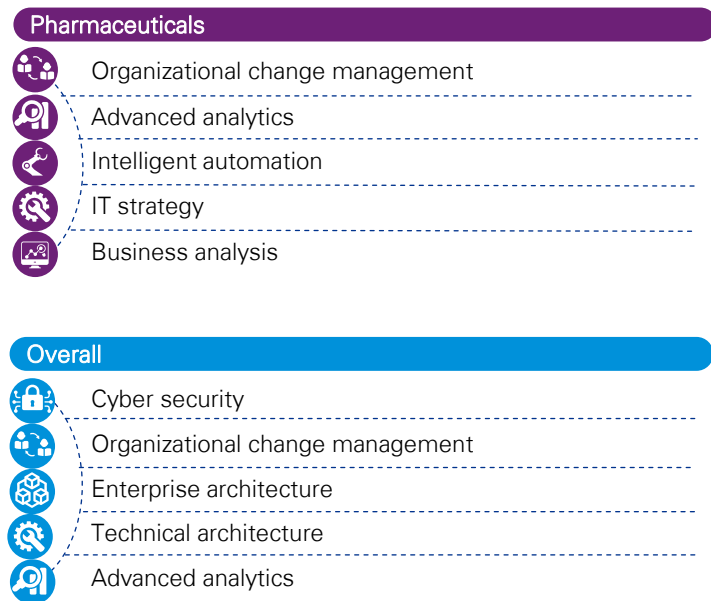 Pharmaceuticals
Organizational change management
Advanced analytics
Intelligent automation
IT strategy
Business analysis
Overall
Cyber security
Organizational change management
Enterprise architecture
Technical architecture
Advanced analytics